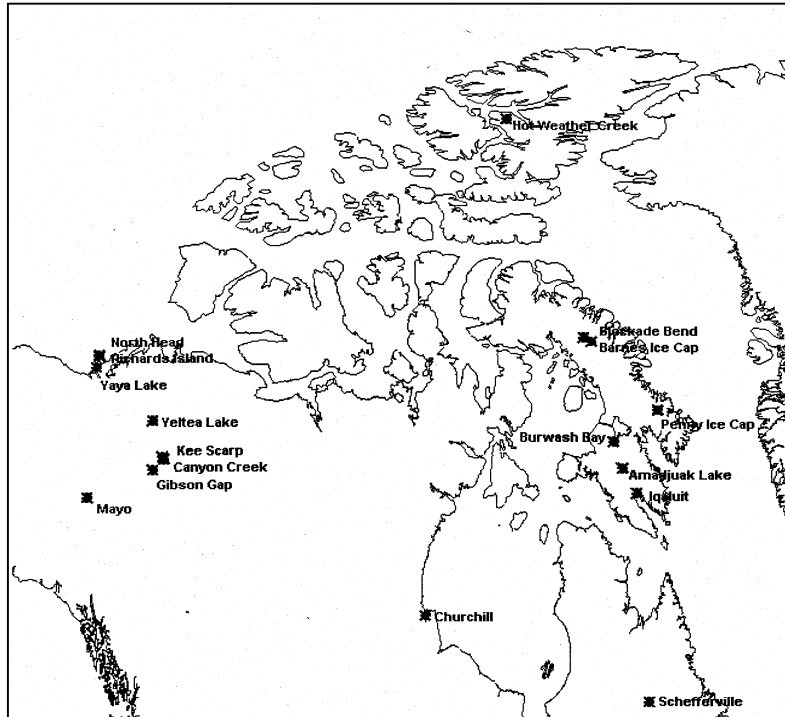 Hot Weather Creek
Blockade Bend
Barnes Ice Cap
North Head
Richards Island
Yaya Lake
Penny Ice Cap
Yeltea Lake
Burwash Bay
Kee Scarp
Canyon Creek
Gibson Gap
Amadjuak Lake
Iqaluit
Mayo
Churchill
Schefferville